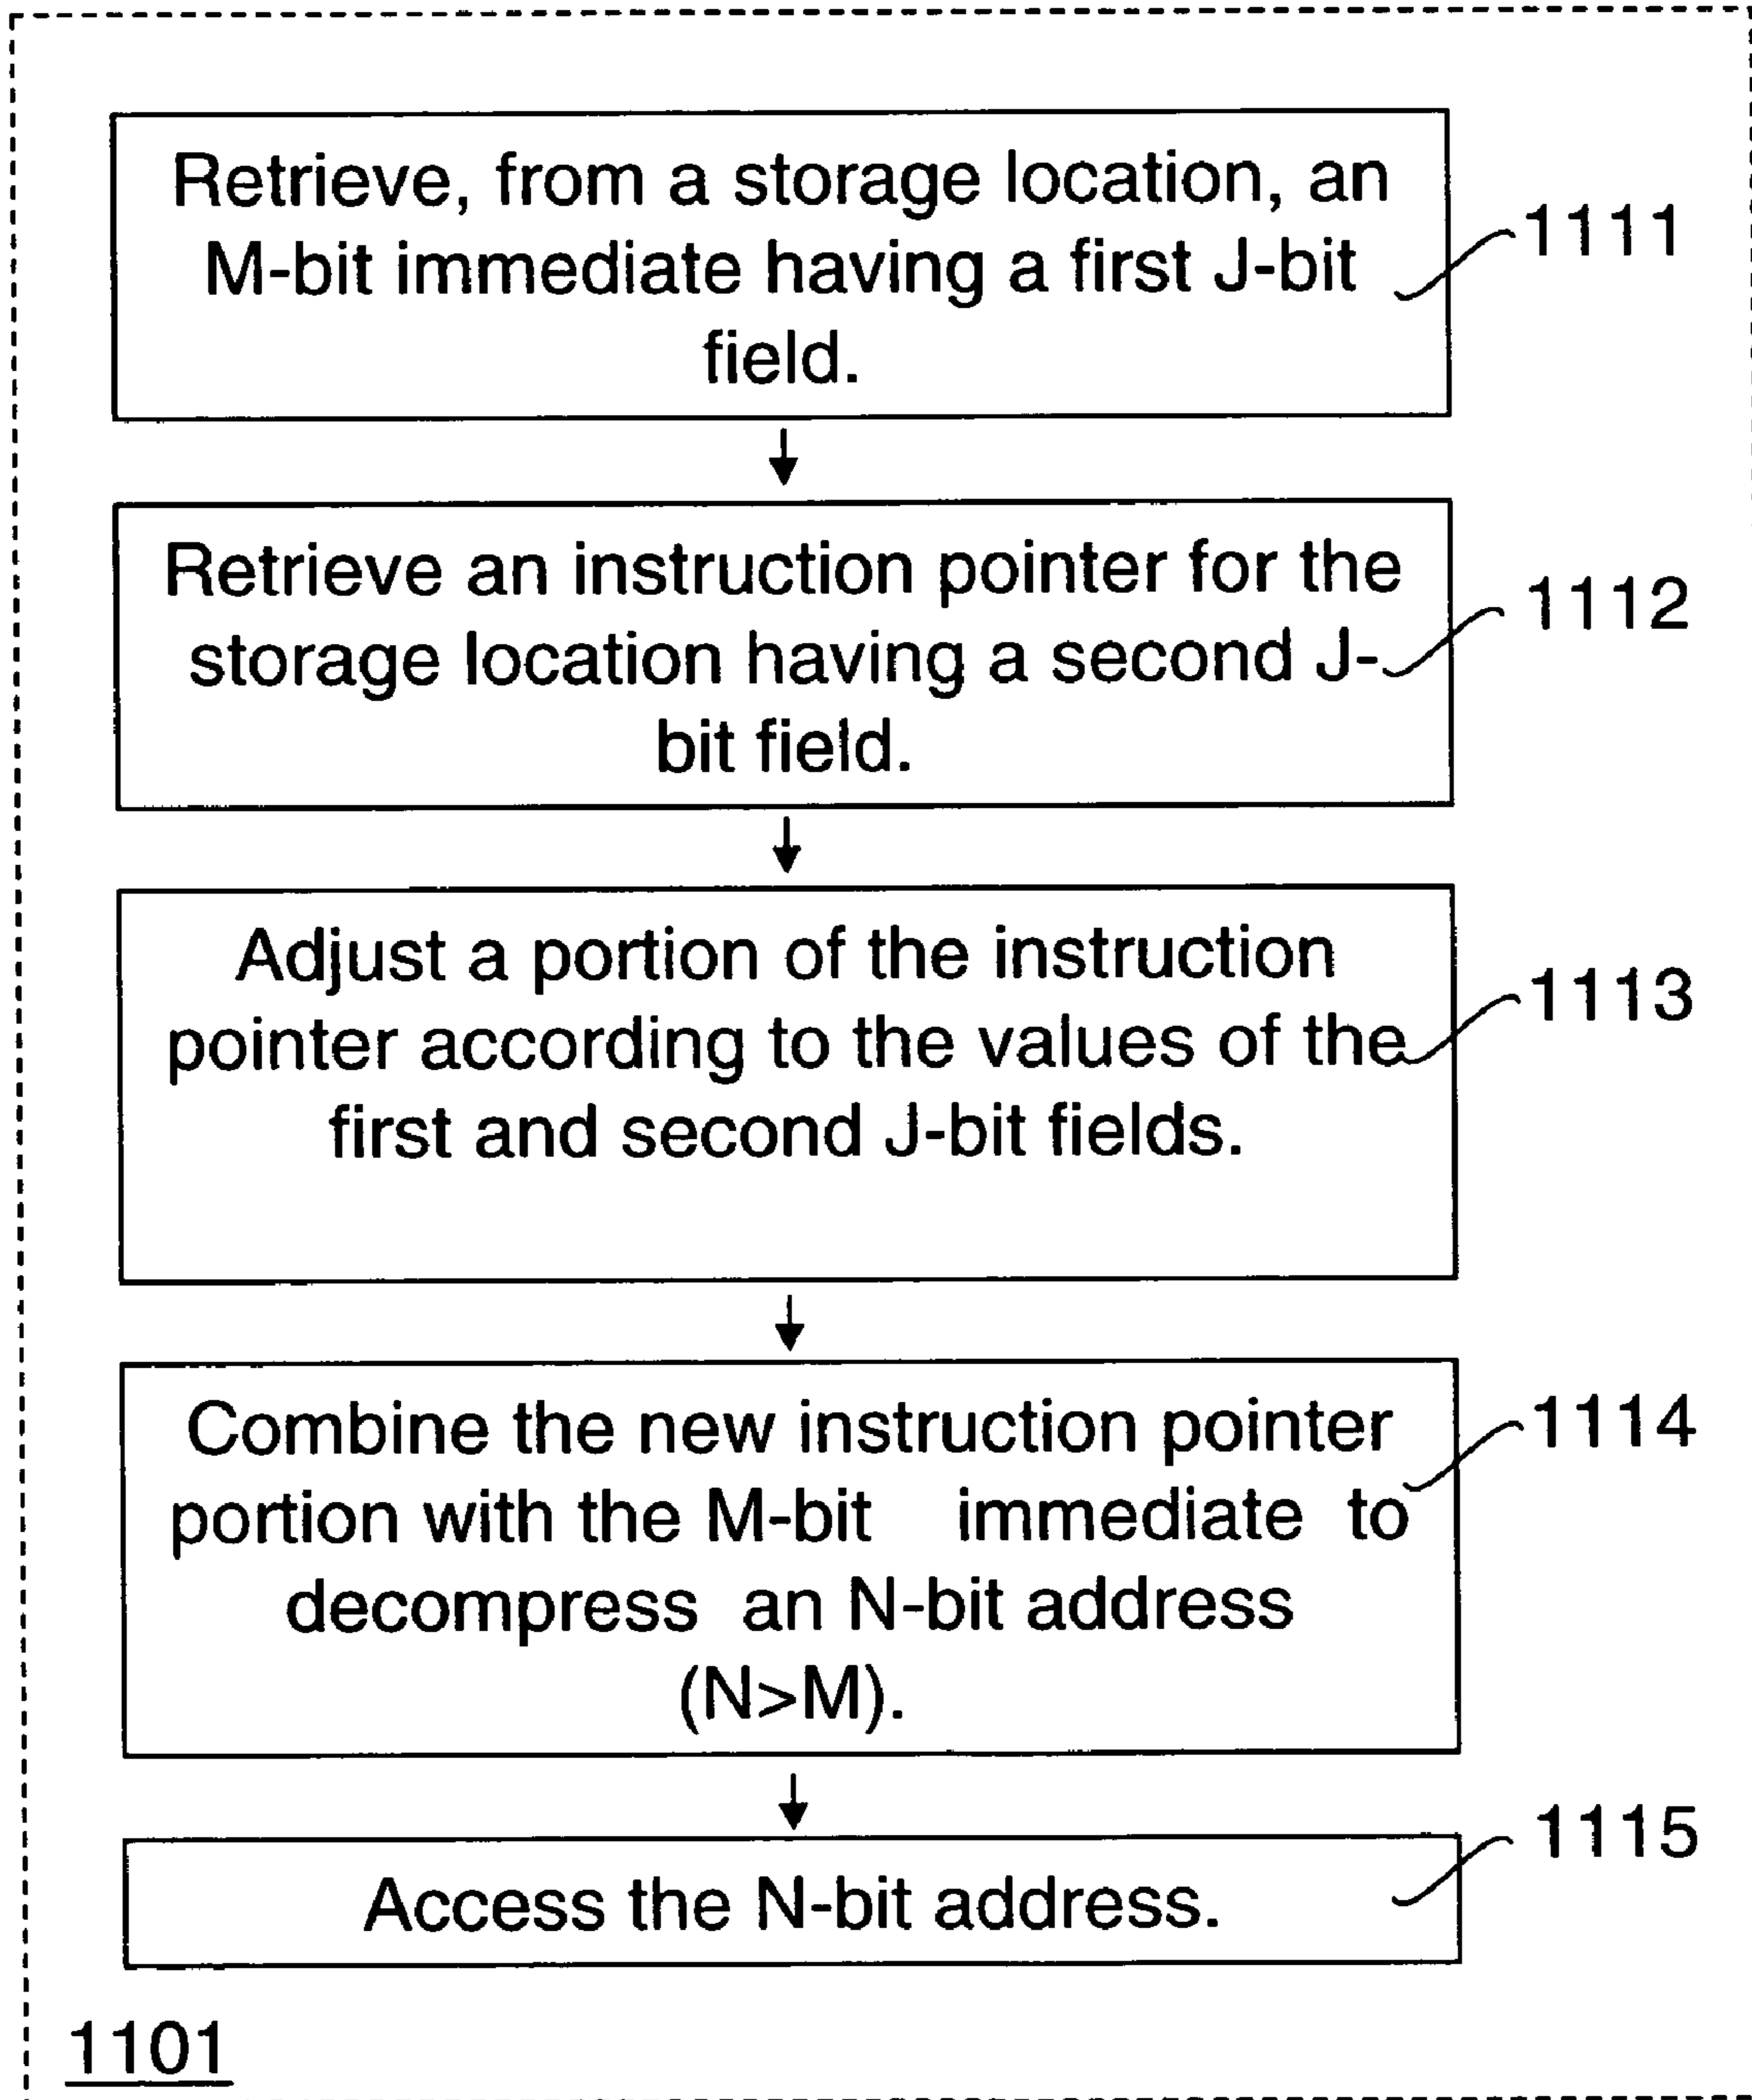 Retrieve, from a storage location, an
M-bit immediate having a first J-bit
field.
1111
Retrieve an instruction pointer for the
storage location having a second J-
bit field.
1112
Adjust a portion of the instruction
pointer according to the values of the
first and second J-bit fields.
1113
Combine the new instruction pointer
portion with the M-bit immediate to
decompress an N-bit address
(N>M).
1114
Access the N-bit address.
1115
1101